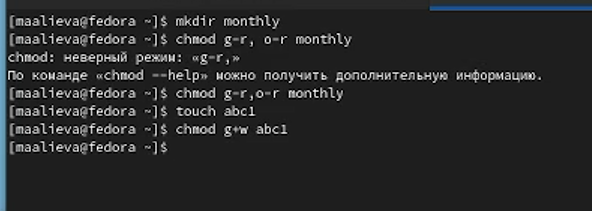 [maalieva@fedora ~]$ mkdir monthly
[maalieva@fedora ~]$ chmod g=r, o=r monthly
chmod: неверный режим: «g=r,»
По команде «chmod --help» можно получить дополнительную информацию.
[maalieva@fedora ~]$ chmod g=r,o=r monthly
[maalieva@fedora ~]$ touch abc1
[maalieva@fedora ~]$ chmod g+w abc1
[maalieva@fedora ~]$